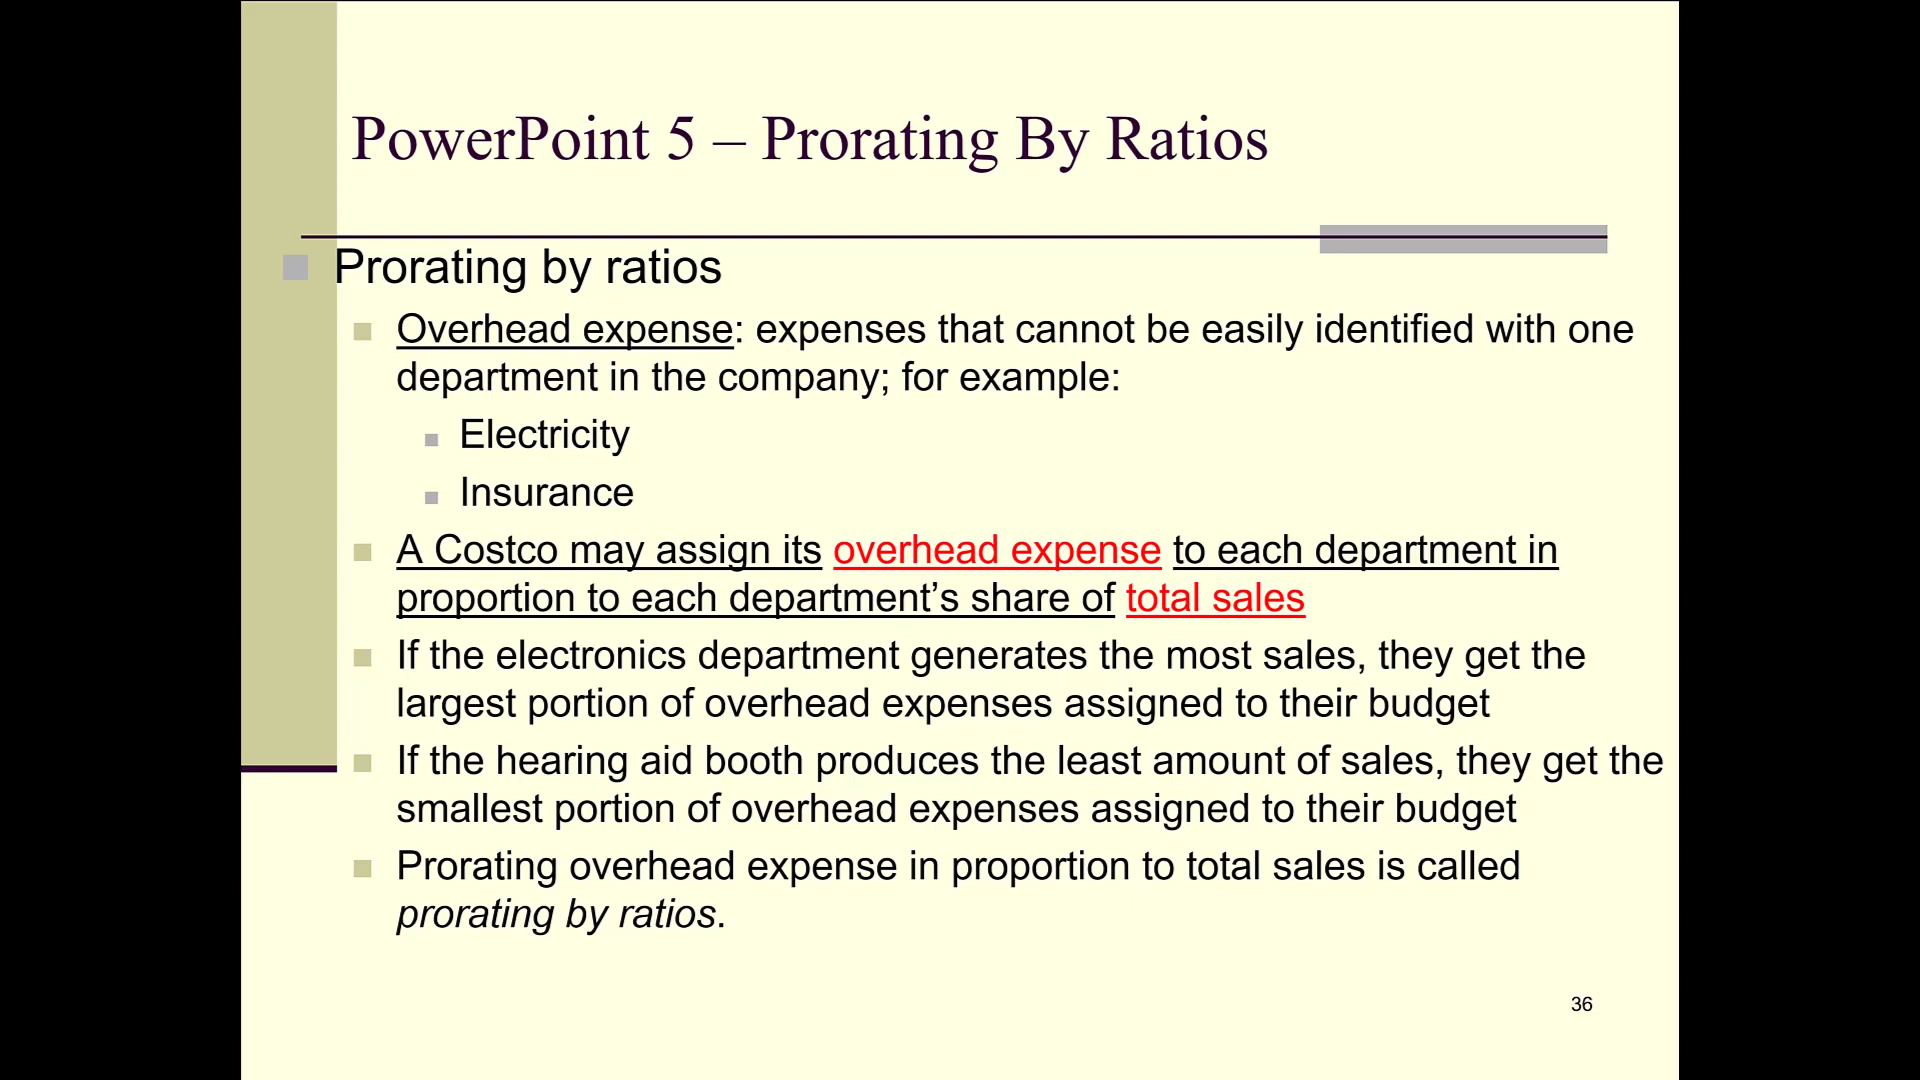 PowerPoint 5 – Prorating By Ratios
Prorating by ratios
Overhead expense: expenses that cannot be easily identified with one
department in the company; for example:
Electricity
Insurance
A Costco may assign its overhead expense to each department in
proportion to each department’s share of total sales
If the electronics department generates the most sales, they get the
largest portion of overhead expenses assigned to their budget
If the hearing aid booth produces the least amount of sales, they get the
smallest portion of overhead expenses assigned to their budget
Prorating overhead expense in proportion to total sales is called
prorating by ratios.
36